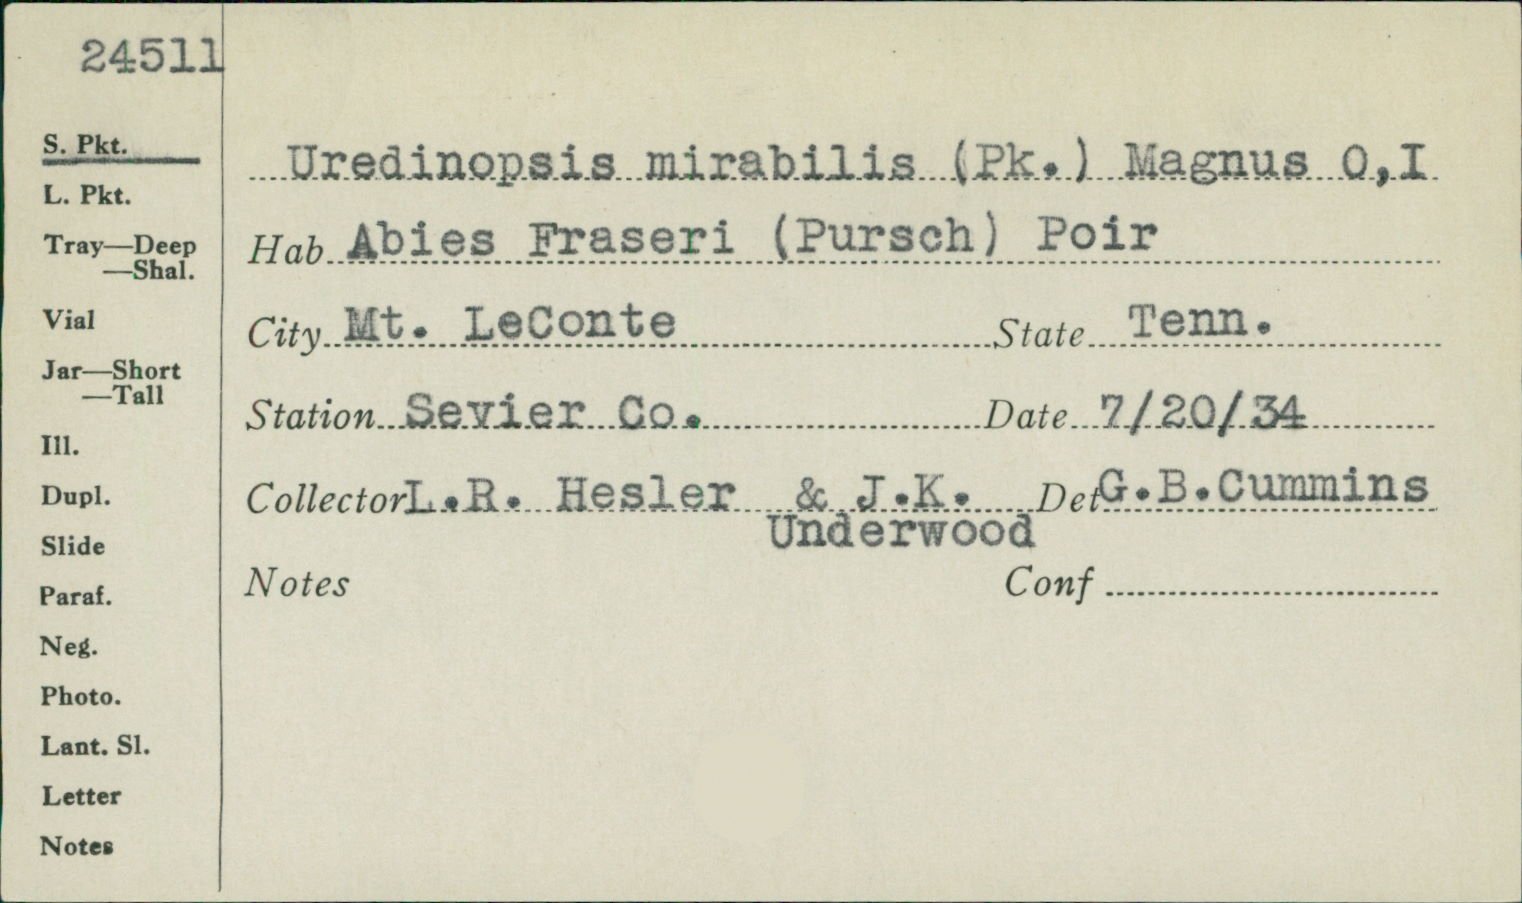 24511
S. Pkt.
L. Pkt.
Tray—Deep
—Shal.
Vial
Jar—Short
—Tall
Ill.
Dupl.
Slide
Paraf.
Neg.
Photo.
Lant. Sl.
Letter
Notes
Uredinopsis mirabilis (Pk.) Magnus O,I
Hab Abies Fraseri (Pursch) Poir
City Mt. LeConte State Tenn.
Station Sevier Co. Date 7/20/34
Collector L.R. Hesler & J.K. Det G.B.Cummins
Underwood
Notes Conf